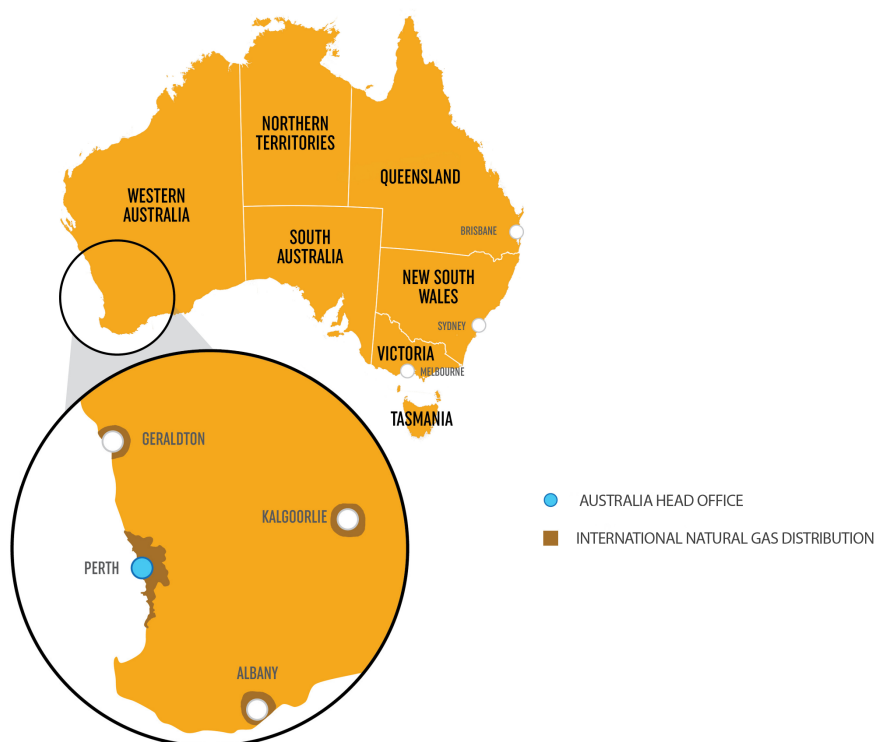 NORTHERN
TERRITORIES
QUEENSLAND
WESTERN
AUSTRALIA
BRISBANE
SOUTH
AUSTRALIA
NEW SOUTH
WALES
SYDNEY
VICTORIA
MELBOURNE
TASMANIA
GERALDTON
KALGOORLIE
PERTH
ALBANY
AUSTRALIA HEAD OFFICE
INTERNATIONAL NATURAL GAS DISTRIBUTION